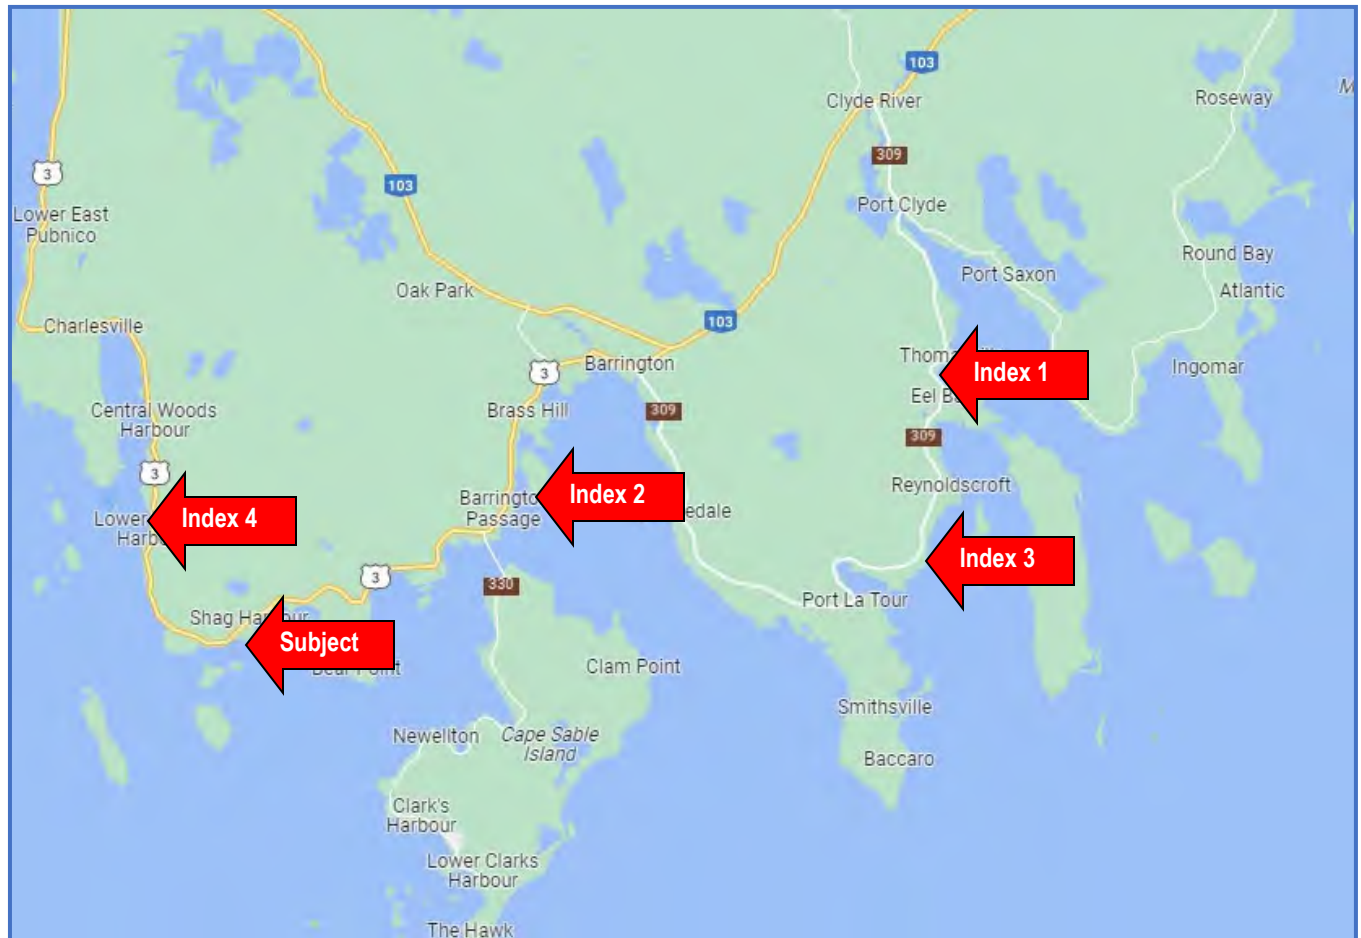 103
Clyde River
Roseway
M
309
3
103
Port Clyde
Lower East
Pubnico
Round Bay
Port Saxon
Oak Park
Atlantic
103
Charlesville
Barrington
Ingomar
Index 1
3
Eel
Central Woods
Harbour
Brass Hill
309
309
3
Reynoldscroft
Index 2
Passage
edale
Lower
Index 4
Index 3
3
330
Port La Tour
Shag
Subject
Clam Point
Smithsville
Newellton
Cape Sable
Island
Baccaro
Clark's
Harbour
Lower Clarks
Harbour
The Hawk